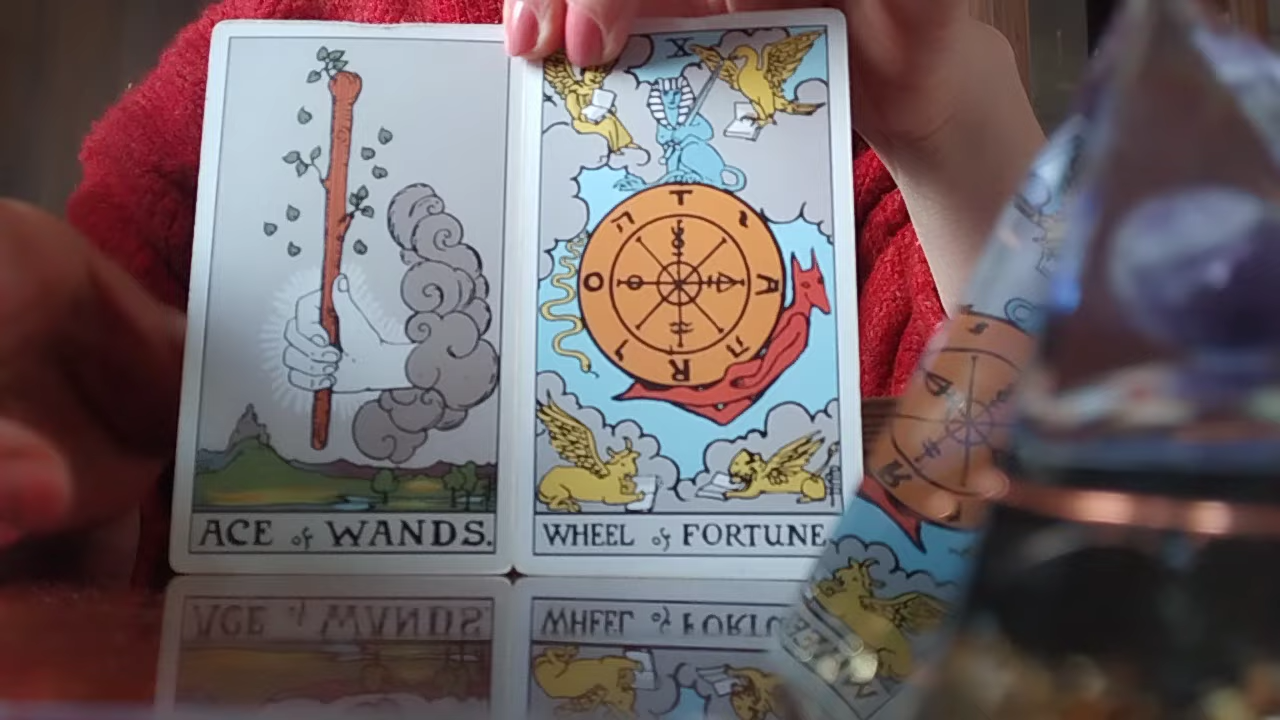 X
ACE of WANDS.
WHEEL of FORTUNE
T
A
R
O